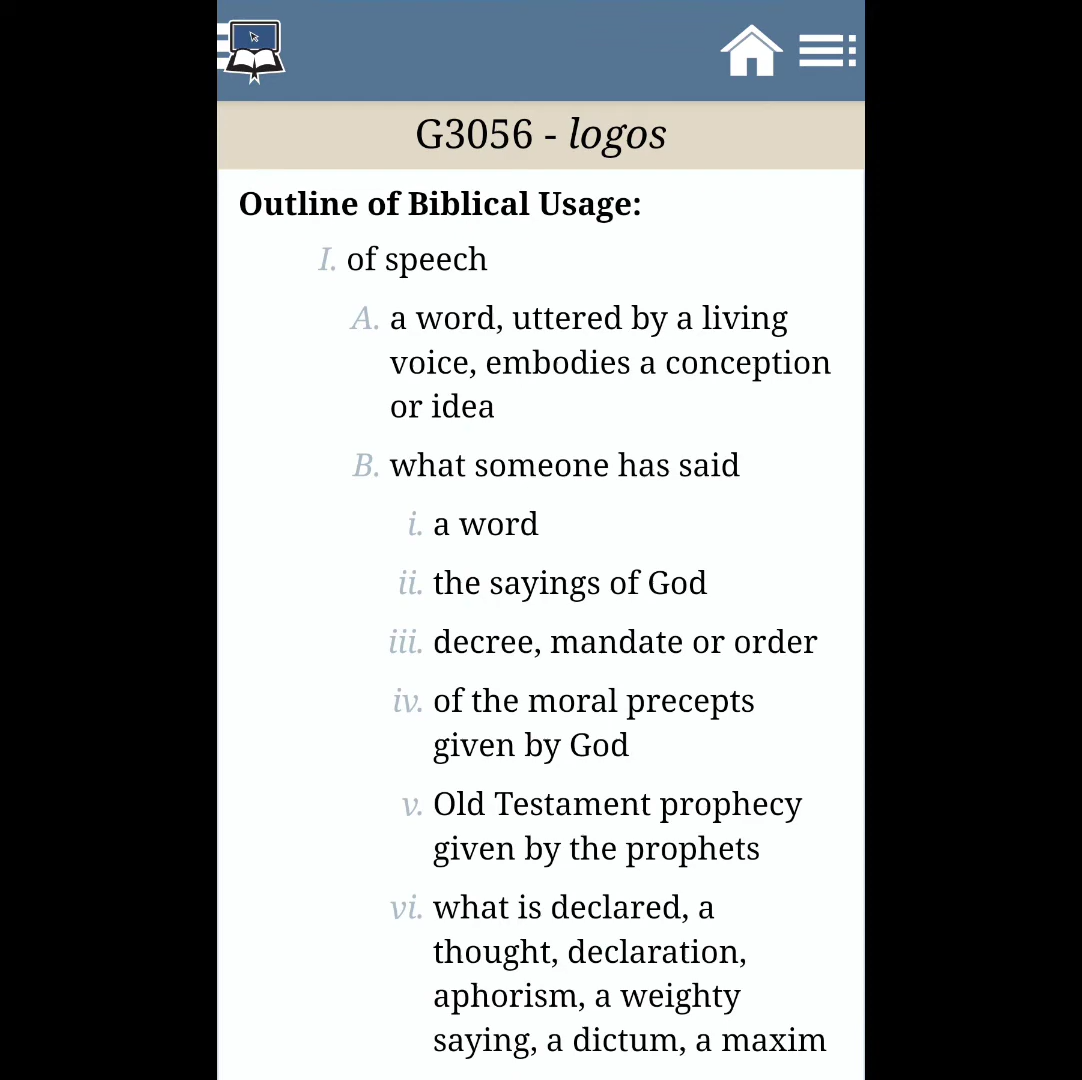 G3056 - logos
Outline of Biblical Usage:
I. of speech
A. a word, uttered by a living
voice, embodies a conception
or idea
B. what someone has said
i. a word
ii. the sayings of God
iii. decree, mandate or order
iv. of the moral precepts
given by God
v. Old Testament prophecy
given by the prophets
vi. what is declared, a
thought, declaration,
aphorism, a weighty
saying, a dictum, a maxim